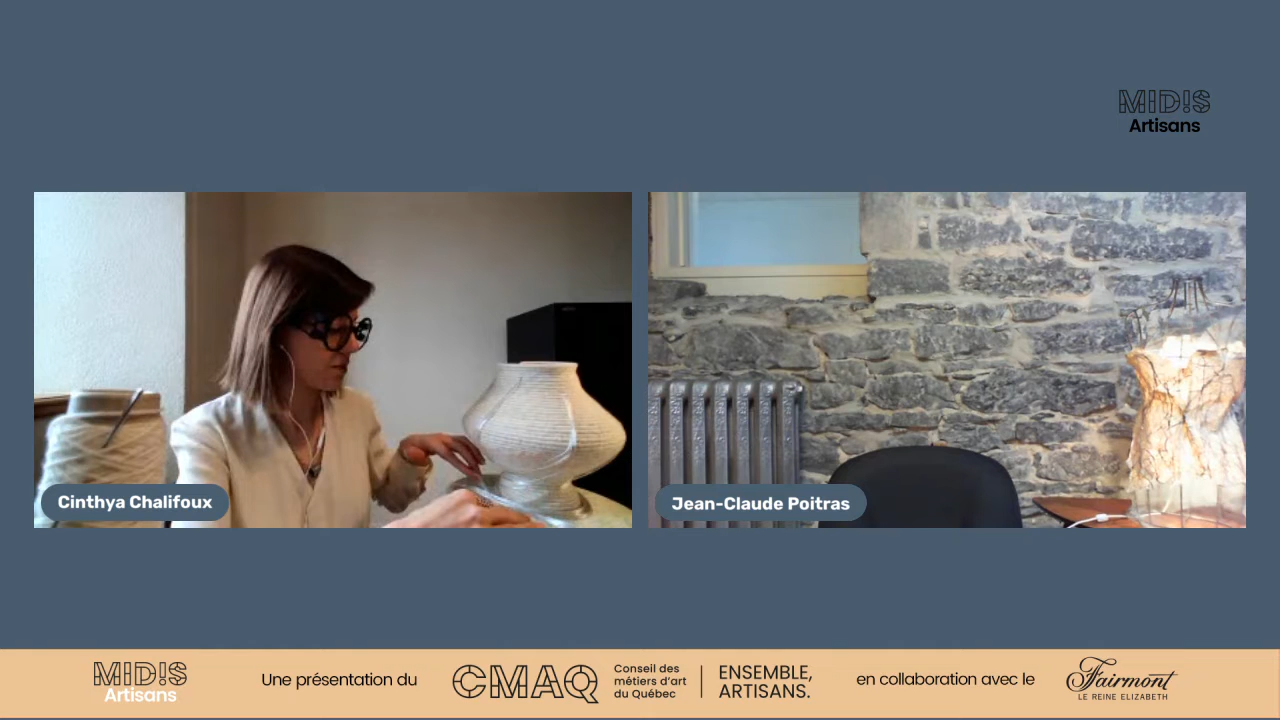 MID!S
Artisans
Cinthya Chalifoux
Jean-Claude Poitras
MID!S
Artisans
Une présentation du
CMAQ
Conseil des
métiers d'art
du Québec
ENSEMBLE,
ARTISANS.
en collaboration avec le
Fairmont
LE REINE ELIZABETH